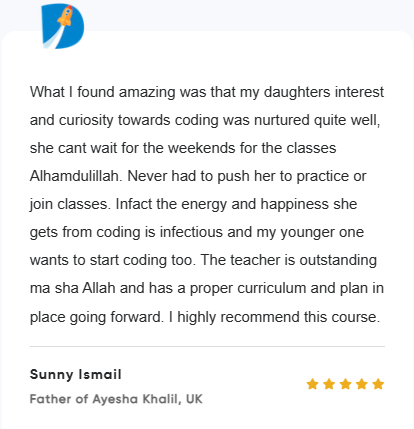 What I found amazing was that my daughters interest
and curiosity towards coding was nurtured quite well,
she cant wait for the weekends for the classes
Alhamdulillah. Never had to push her to practice or
join classes. Infact the energy and happiness she
gets from coding is infectious and my younger one
wants to start coding too. The teacher is outstanding
ma sha Allah and has a proper curriculum and plan in
place going forward. I highly recommend this course.
Sunny Ismail
Father of Ayesha Khalil, UK